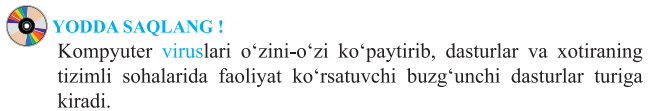 YODDA SAQLANG !
Kompyuter viruslari o‘zini-o‘zi ko‘paytirib, dasturlar va xotiraning
tizimli sohalarida faoliyat ko‘rsatuvchi buzg‘unchi dasturlar turiga
kiradi.